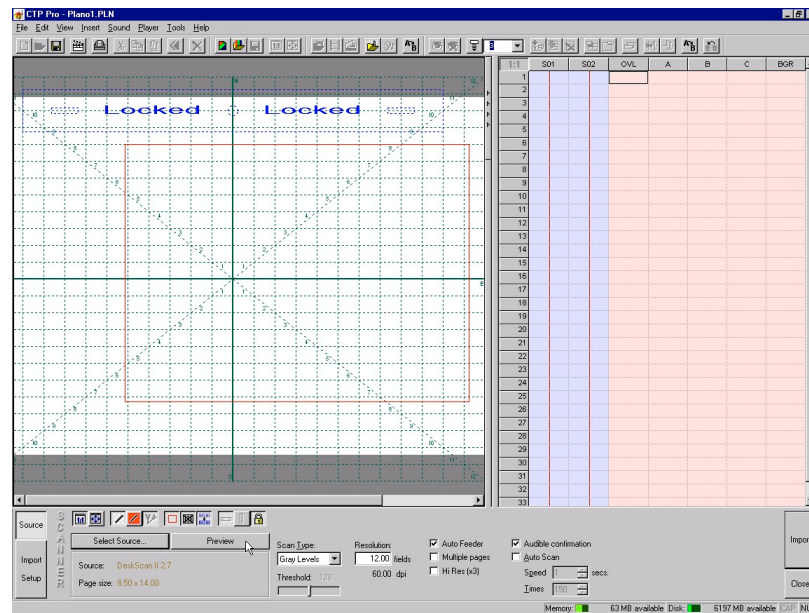 CTP Pro - Plano1.PLN
File Edit View Insert Sound Player Tools Help
1:1 S01 S02 OVL A B C BGR
Locked Locked
1
2
3
4
5
6
7
8
9
10
11
12
13
14
15
16
17
18
19
20
21
22
23
24
25
26
27
28
29
30
31
32
33
Source
Import
Setup
SCANNER
Select Source... Preview
Source: DeskScan II 2.7
Page size: 8.50 x 14.00
Scan Type: Resolution:
Gray Levels 12.00 fields
Threshold: 128 60.00 dpi
Auto Feeder
Multiple pages
Hi Res (x3)
Audible confirmation
Auto Scan
Speed 1 secs.
Times 150
Impor
Close
Memory: 63 MB available Disk: 6197 MB available CAP